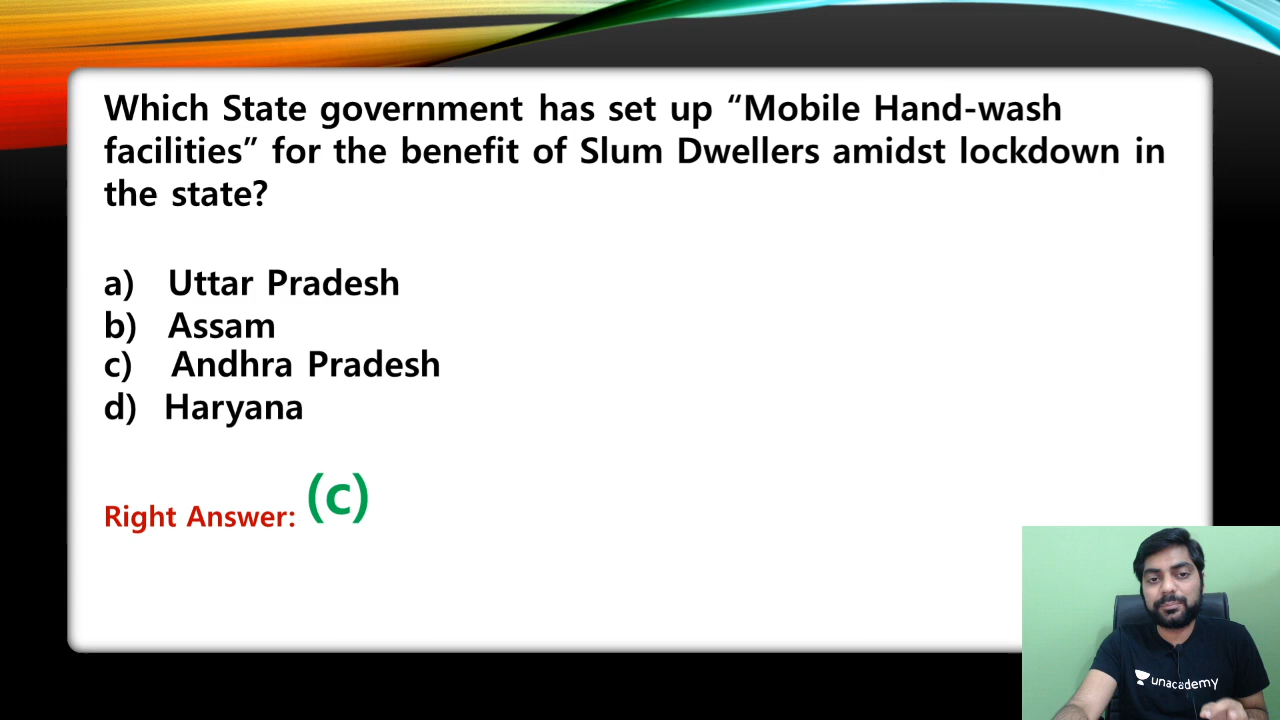 Which State government has set up “Mobile Hand-wash
facilities” for the benefit of Slum Dwellers amidst lockdown in
the state?
a) Uttar Pradesh
b) Assam
c) Andhra Pradesh
d) Haryana
Right Answer: (c)
unacademy